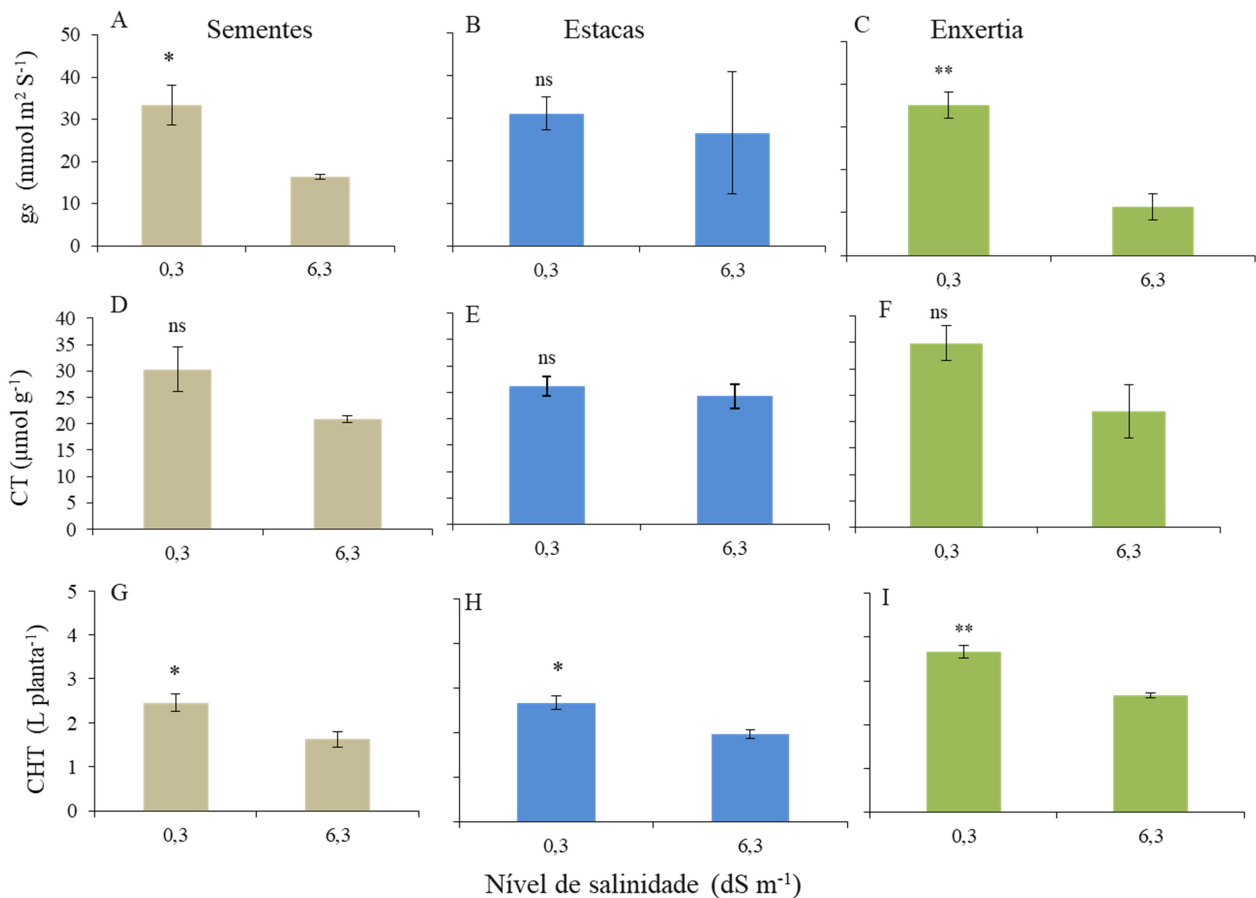 A
Sementes
B
Estacas
C
Enxertia
gs (mmol m² S⁻¹)
50
40
30
20
10
0
*
0,3
6,3
ns
0,3
6,3
**
0,3
6,3
D
E
F
CT (µmol g⁻¹)
40
35
30
25
20
15
10
5
0
ns
0,3
6,3
ns
0,3
6,3
ns
0,3
6,3
G
H
I
CHT (L planta⁻¹)
5
4
3
2
1
0
*
0,3
6,3
*
0,3
6,3
**
0,3
6,3
Nível de salinidade (dS m⁻¹)